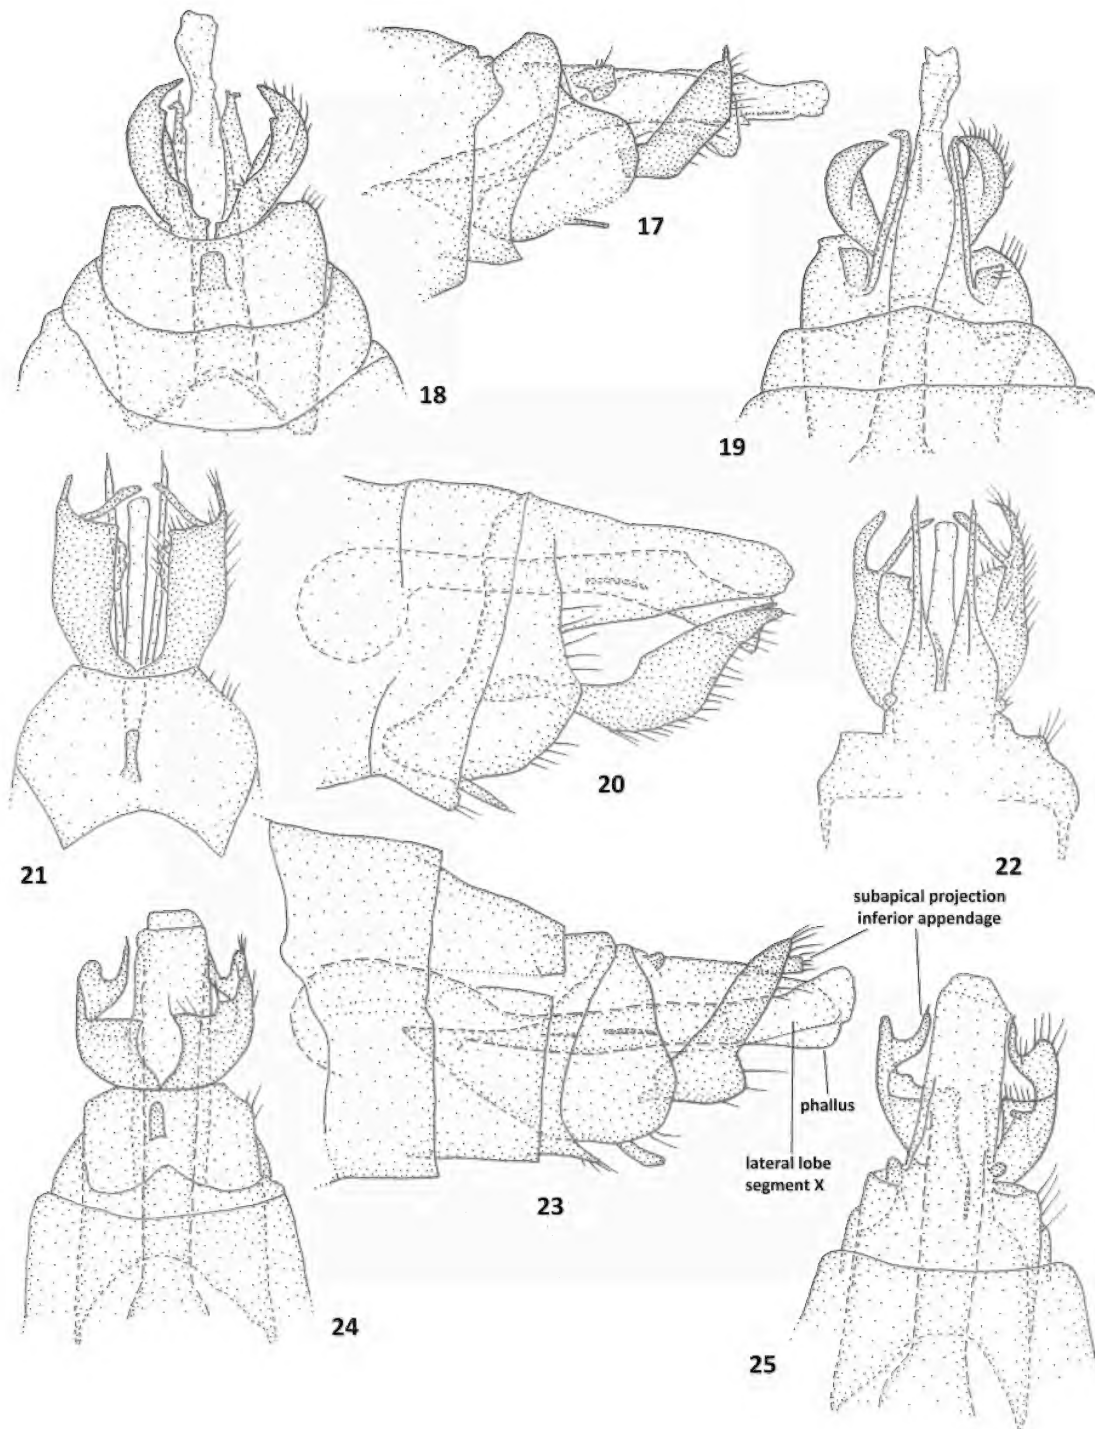 17
18
19
20
21
22
subapical projection
inferior appendage
phallus
lateral lobe
segment X
23
24
25